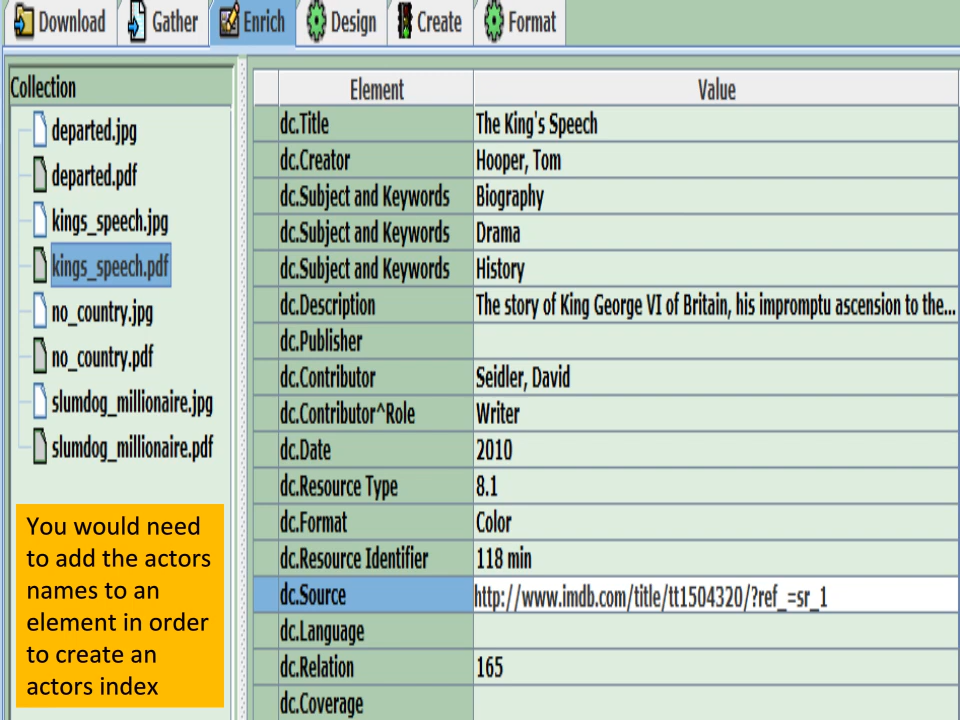 Download Gather Enrich Design Create Format
Collection
departed.jpg
departed.pdf
kings_speech.jpg
kings_speech.pdf
no_country.jpg
no_country.pdf
slumdog_millionaire.jpg
slumdog_millionaire.pdf
You would need
to add the actors
names to an
element in order
to create an
actors index
Element Value
dc.Title The King's Speech
dc.Creator Hooper, Tom
dc.Subject and Keywords Biography
dc.Subject and Keywords Drama
dc.Subject and Keywords History
dc.Description The story of King George VI of Britain, his impromptu ascension to the...
dc.Publisher
dc.Contributor Seidler, David
dc.Contributor^Role Writer
dc.Date 2010
dc.Resource Type 8.1
dc.Format Color
dc.Resource Identifier 118 min
dc.Source http://www.imdb.com/title/tt1504320/?ref_=sr_1
dc.Language
dc.Relation 165
dc.Coverage